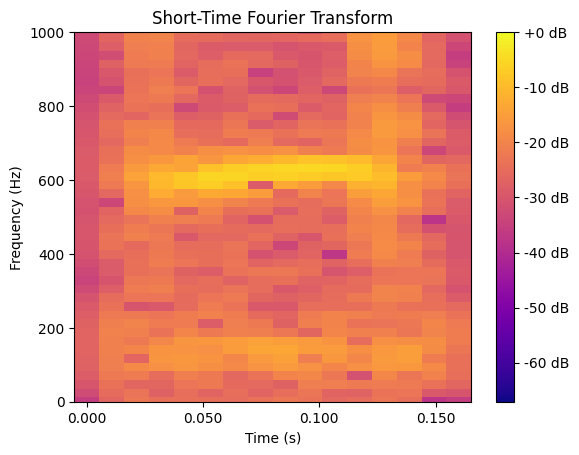 Short-Time Fourier Transform
1000
800
600
400
200
0
Frequency (Hz)
0.000
0.050
0.100
0.150
Time (s)
+0 dB
-10 dB
-20 dB
-30 dB
-40 dB
-50 dB
-60 dB